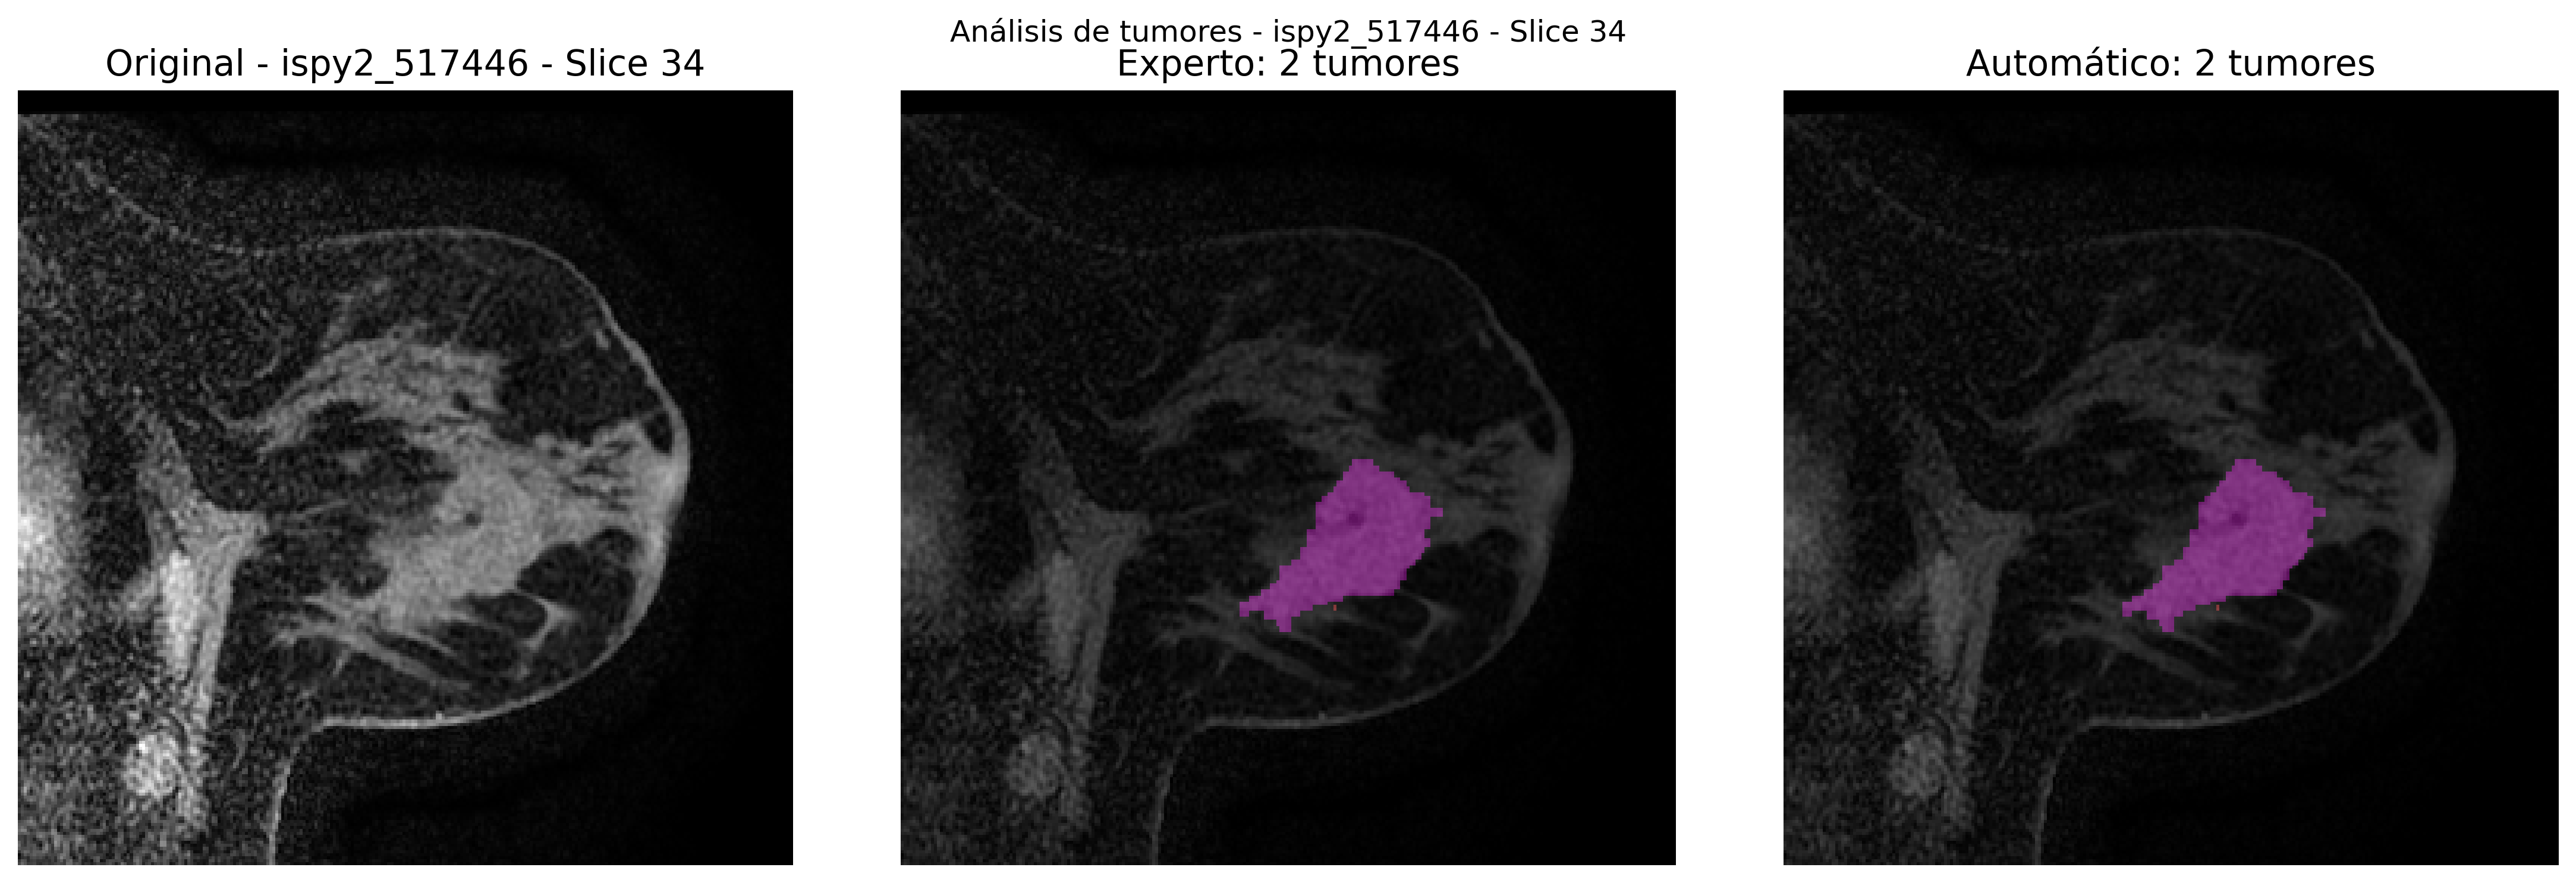 Análisis de tumores - ispy2_517446 - Slice 34
Original - ispy2_517446 - Slice 34
Experto: 2 tumores
Automático: 2 tumores